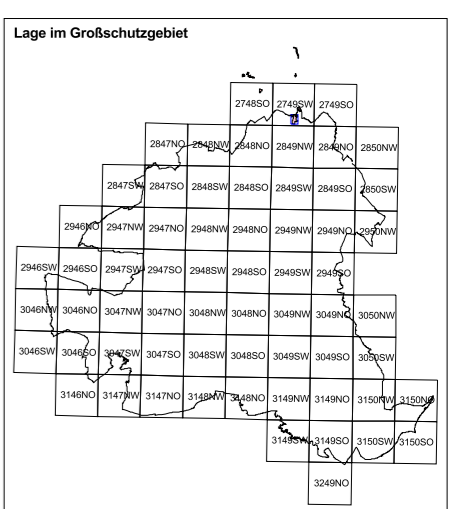 Lage im Großschutzgebiet
2748SO 2749SW 2749SO
2847NO 2848NW 2848NO 2849NW 2849NO 2850NW
2847SW 2847SO 2848SW 2848SO 2849SW 2849SO 2850SW
2946NO 2947NW 2947NO 2948NW 2948NO 2949NW 2949NO 2950NW
2946SW 2946SO 2947SW 2947SO 2948SW 2948SO 2949SW 2949SO
3046NW 3046NO 3047NW 3047NO 3048NW 3048NO 3049NW 3049NO 3050NW
3046SW 3046SO 3047SW 3047SO 3048SW 3048SO 3049SW 3049SO 3050SW
3146NO 3147NW 3147NO 3148NW 3148NO 3149NW 3149NO 3150NW 3150NO
3149SW 3149SO 3150SW 3150SO
3249NO